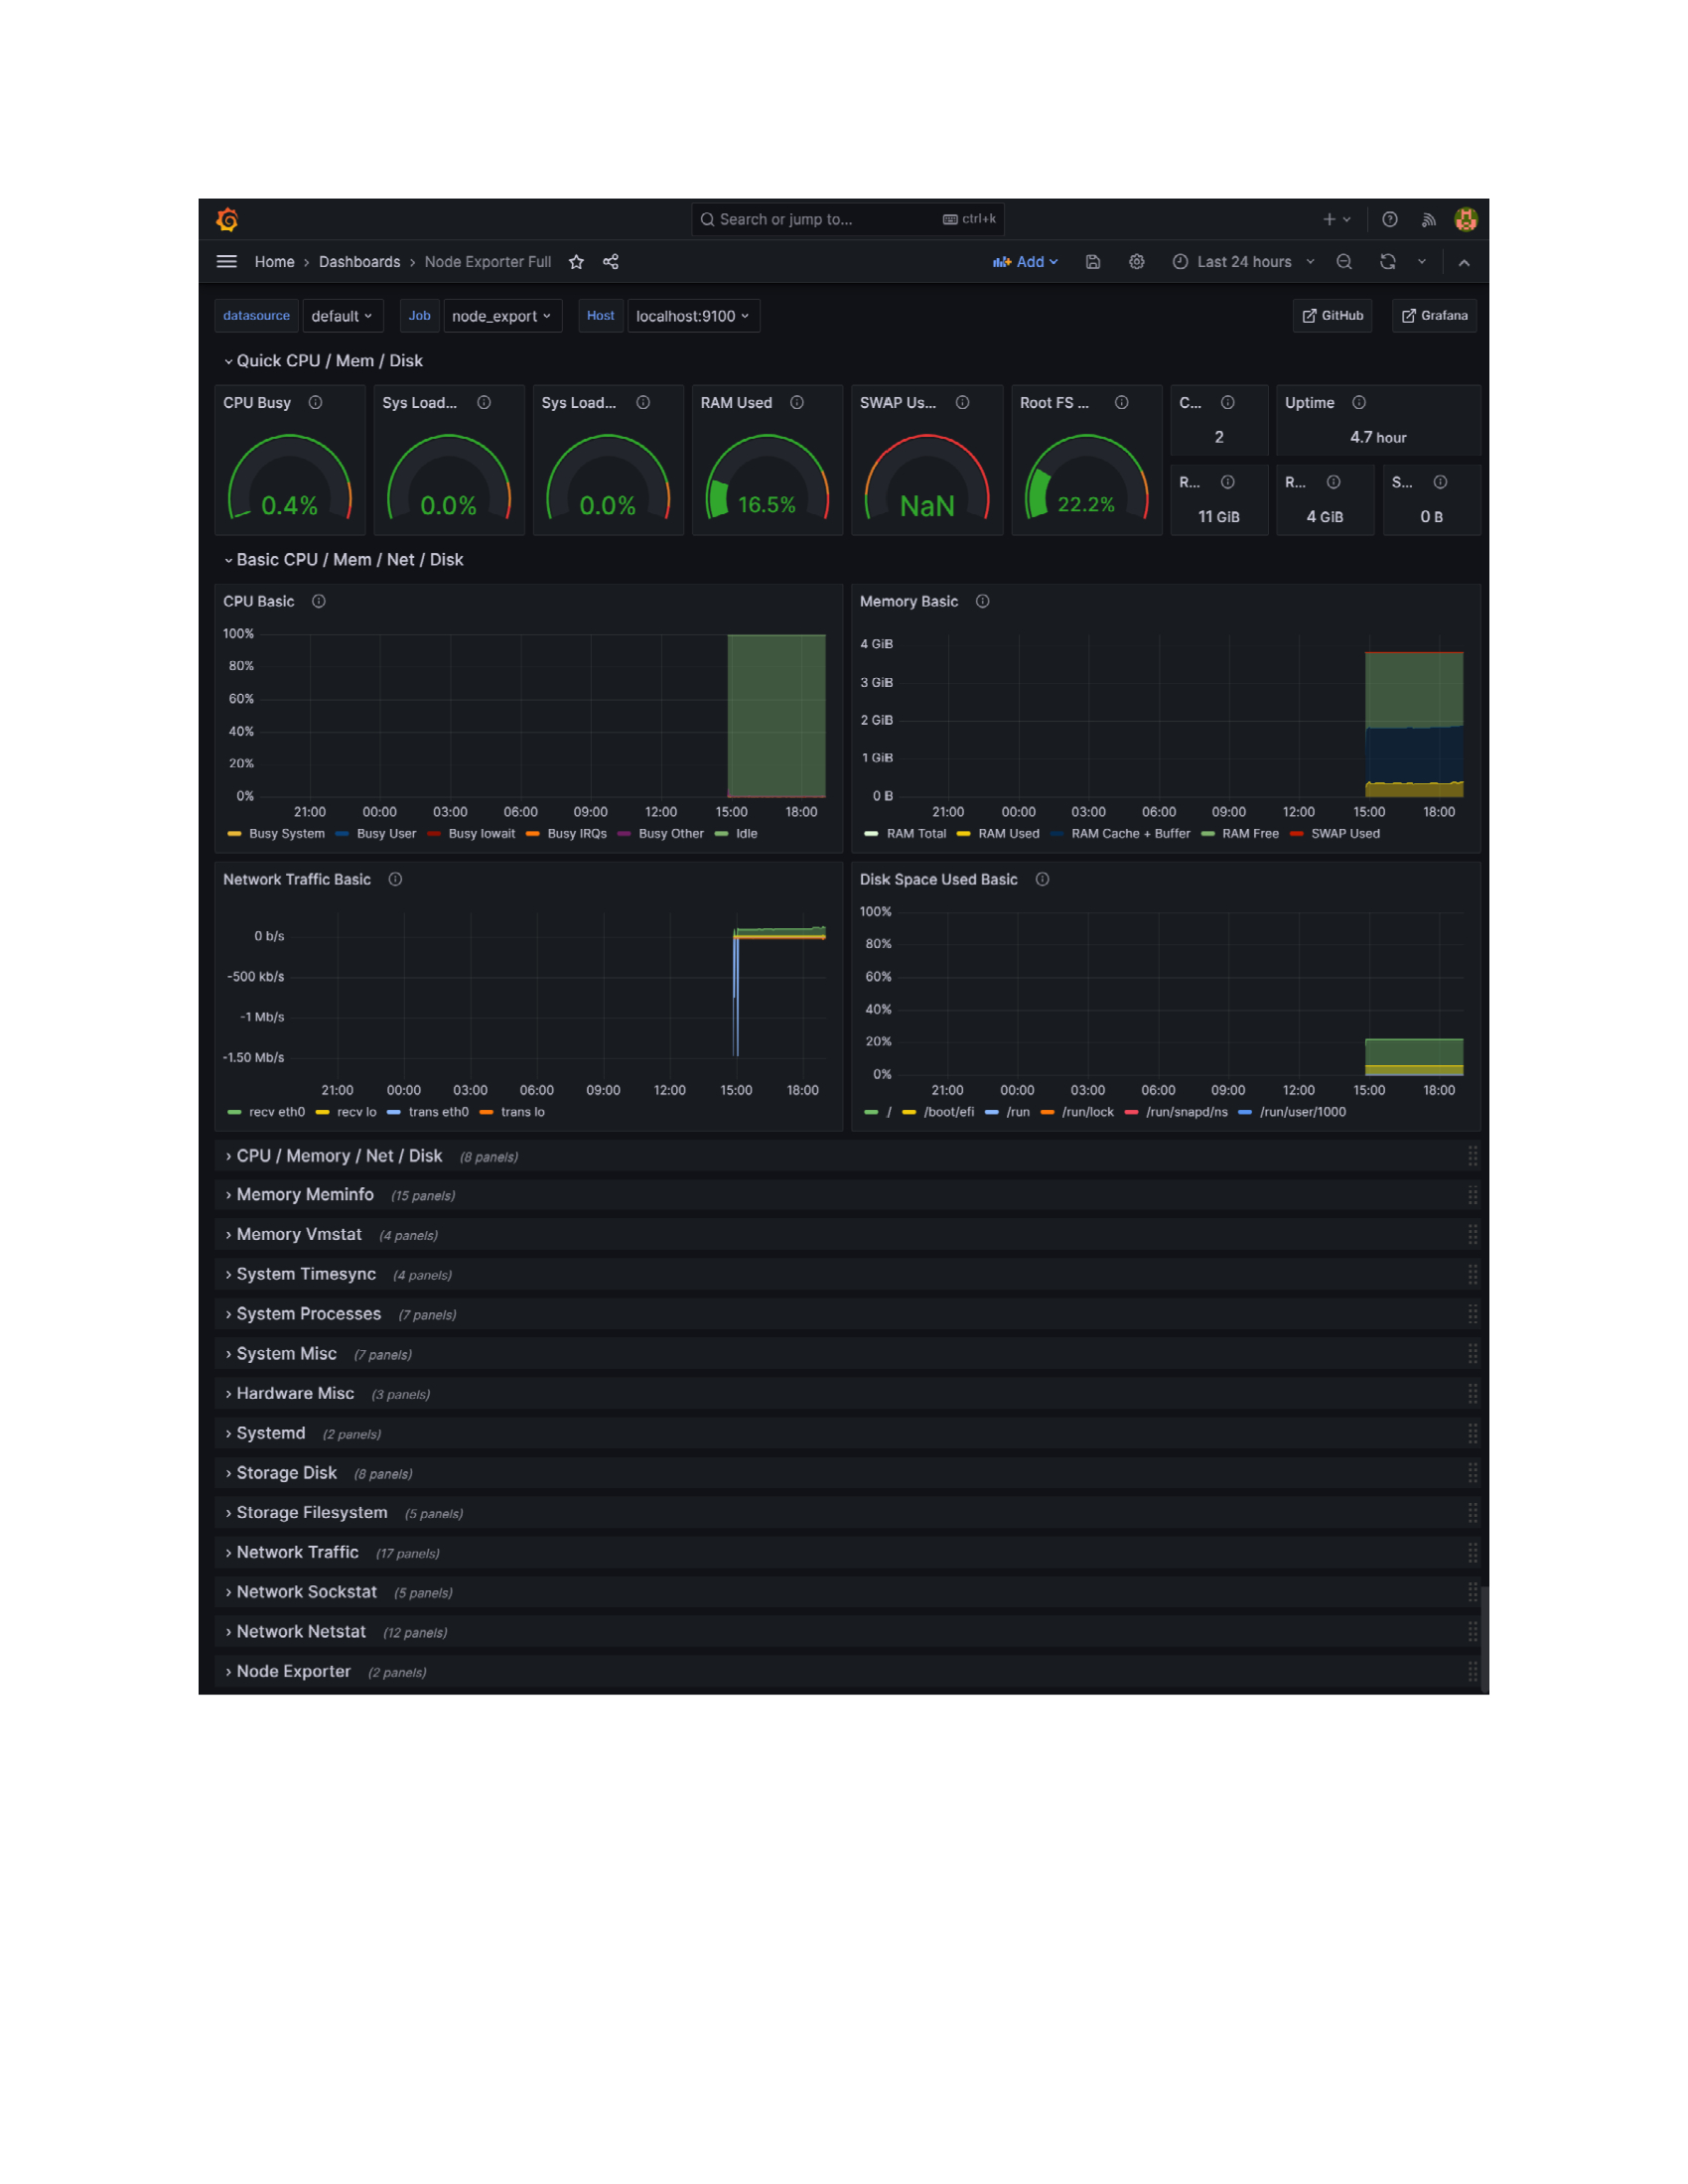 Search or jump to... ctrl+k
Home › Dashboards › Node Exporter Full Add Last 24 hours
datasource default Job node_export Host localhost:9100 GitHub Grafana
Quick CPU / Mem / Disk
CPU Busy Sys Load... Sys Load... RAM Used SWAP Us... Root FS ... C... Uptime
2 4.7 hour
0.4% 0.0% 0.0% 16.5% NaN 22.2%
R... R... S...
11 GiB 4 GiB 0 B
Basic CPU / Mem / Net / Disk
CPU Basic
100%
80%
60%
40%
20%
0%
21:00 00:00 03:00 06:00 09:00 12:00 15:00 18:00
Busy System Busy User Busy Iowait Busy IRQs Busy Other Idle
Memory Basic
4 GiB
3 GiB
2 GiB
1 GiB
0 B
21:00 00:00 03:00 06:00 09:00 12:00 15:00 18:00
RAM Total RAM Used RAM Cache + Buffer RAM Free SWAP Used
Network Traffic Basic
0 b/s
-500 kb/s
-1 Mb/s
-1.50 Mb/s
21:00 00:00 03:00 06:00 09:00 12:00 15:00 18:00
recv eth0 recv lo trans eth0 trans lo
Disk Space Used Basic
100%
80%
60%
40%
20%
0%
21:00 00:00 03:00 06:00 09:00 12:00 15:00 18:00
/ /boot/efi /run /run/lock /run/snapd/ns /run/user/1000
CPU / Memory / Net / Disk (8 panels)
Memory Meminfo (15 panels)
Memory Vmstat (4 panels)
System Timesync (4 panels)
System Processes (7 panels)
System Misc (7 panels)
Hardware Misc (3 panels)
Systemd (2 panels)
Storage Disk (8 panels)
Storage Filesystem (5 panels)
Network Traffic (17 panels)
Network Sockstat (5 panels)
Network Netstat (12 panels)
Node Exporter (2 panels)